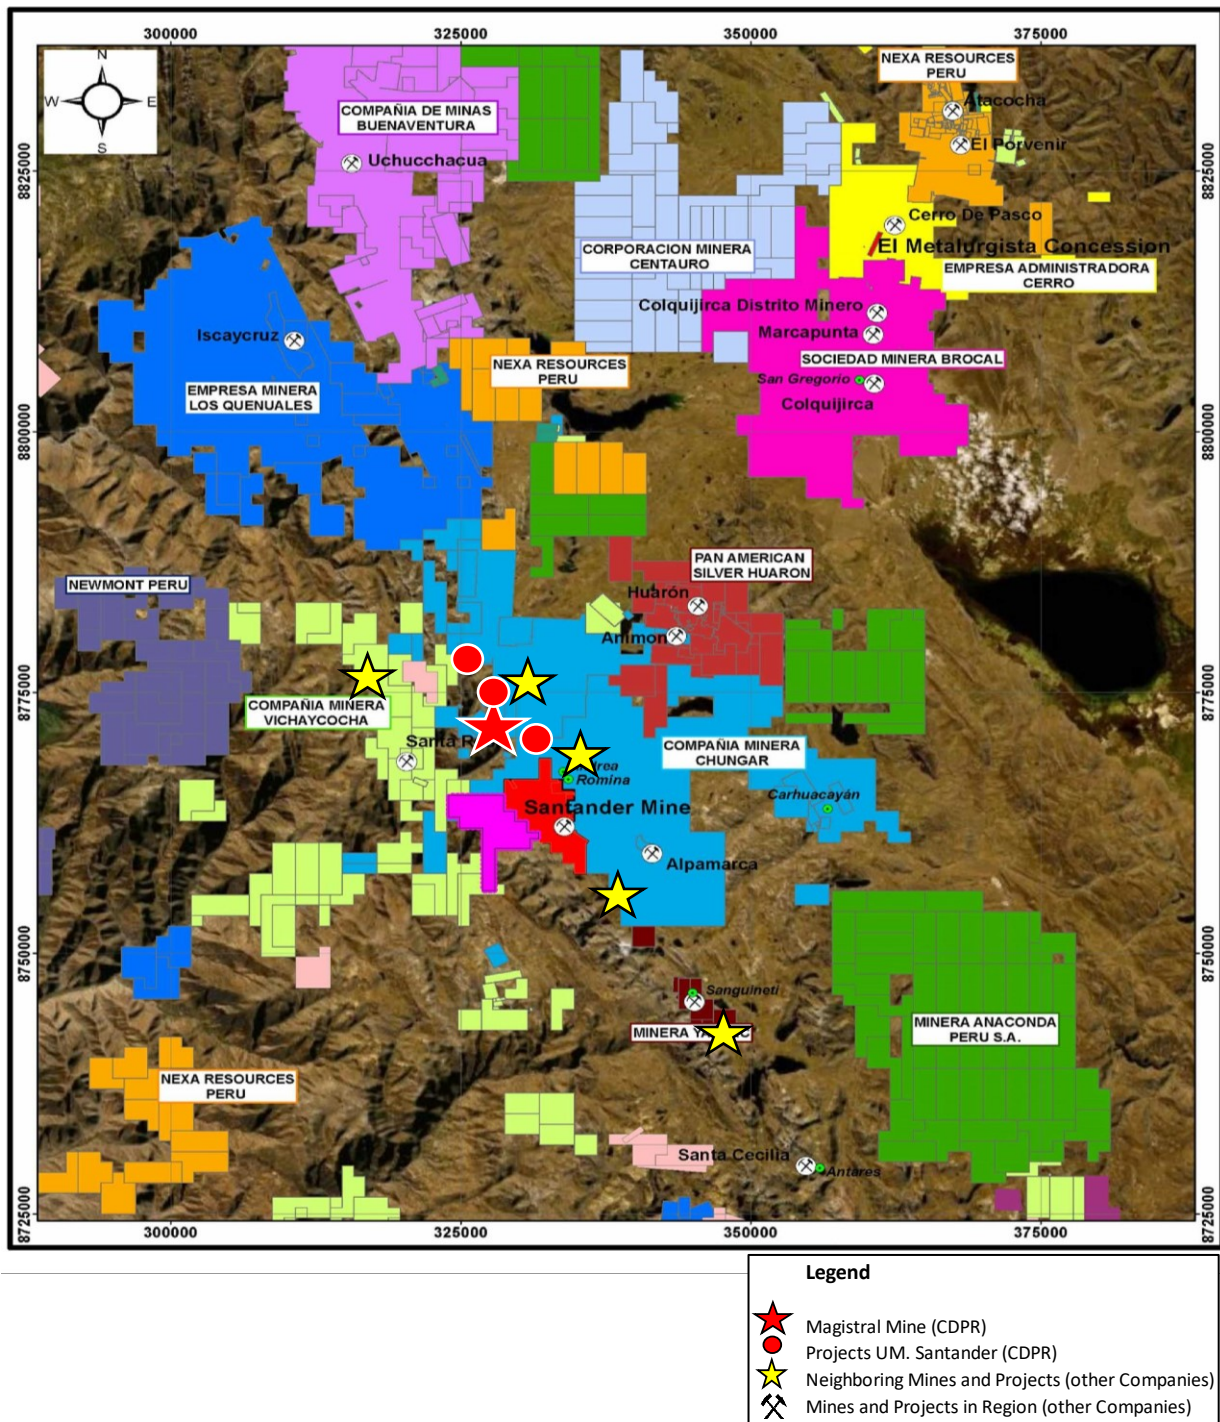 300000
325000
350000
375000
N
W
E
S
NEXA RESOURCES
PERU
Atacocha
COMPAÑIA DE MINAS
BUENAVENTURA
El Porvenir
Uchucchacua
8825000
8825000
Cerro De Pasco
El Metalurgista Concession
CORPORACION MINERA
CENTAURO
EMPRESA ADMINISTRADORA
CERRO
Colquijirca Distrito Minero
Marcapunta
Iscaycruz
SOCIEDAD MINERA BROCAL
NEXA RESOURCES
PERU
San Gregorio
EMPRESA MINERA
LOS QUENUALES
Colquijirca
8800000
8800000
PAN AMERICAN
SILVER HUARON
NEWMONT PERU
Huarón
Animon
8775000
8775000
COMPAÑIA MINERA
VICHAYCOCHA
Santa R
COMPAÑIA MINERA
CHUNGAR
Romina
Carhuacayán
Santander Mine
Alpamarca
8750000
8750000
Sanguineti
MINERA
MINERA ANACONDA
PERU S.A.
NEXA RESOURCES
PERU
Santa Cecilia
Antares
8725000
8725000
300000
325000
350000
375000
Legend
Magistral Mine (CDPR)
Projects UM. Santander (CDPR)
Neighboring Mines and Projects (other Companies)
Mines and Projects in Region (other Companies)